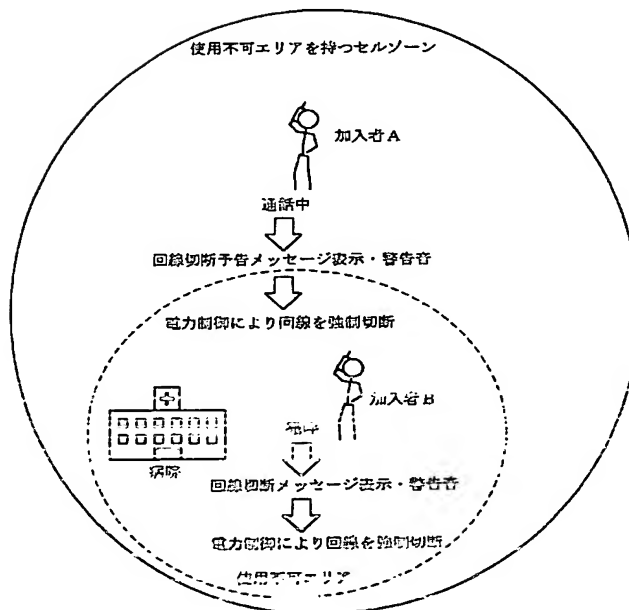 使用不可エリアを持つセルゾーン
加入者A
通話中
回線切断予告メッセージ表示・警告音
電力制御により回線を強制切断
加入者B
病院
回線切断メッセージ表示・警告音
電力制御により回線を強制切断
使用不可エリア